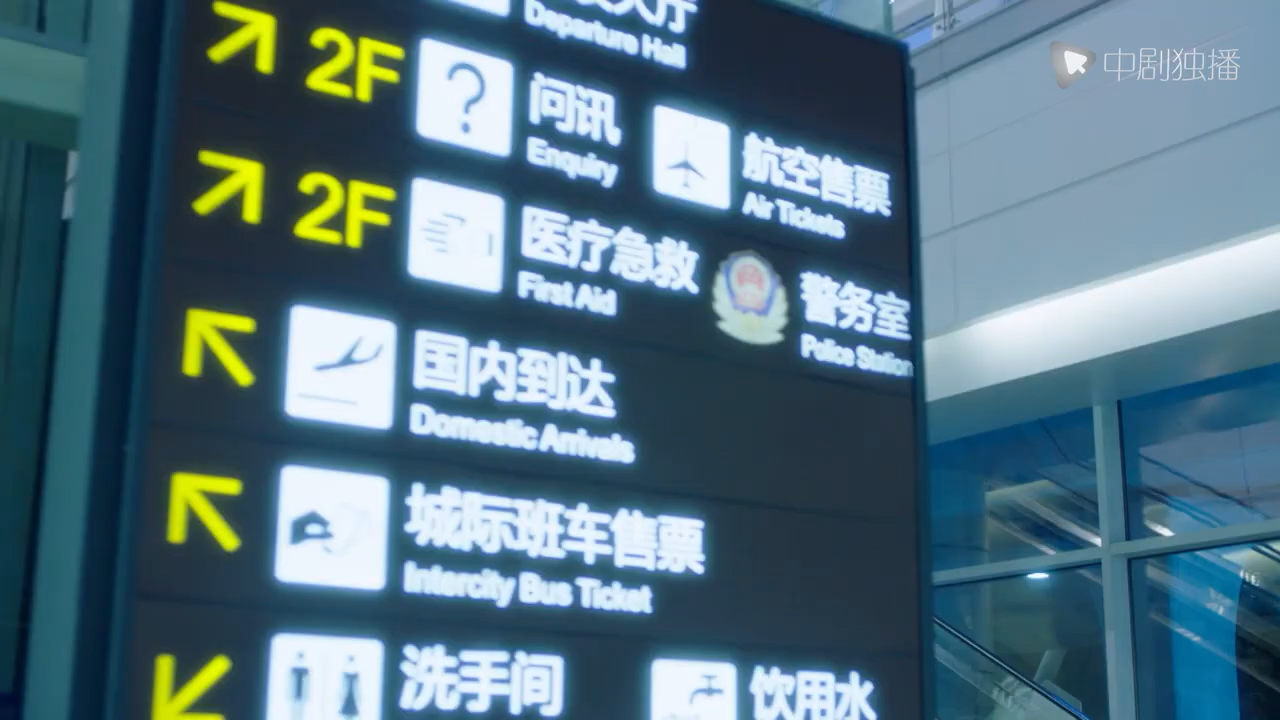 Departure Hall
中剧独播
2F
问讯
Enquiry
航空售票
Air Tickets
2F
医疗急救
First Aid
警务室
Police Station
国内到达
Domestic Arrivals
城际班车售票
Intercity Bus Ticket
洗手间
饮用水